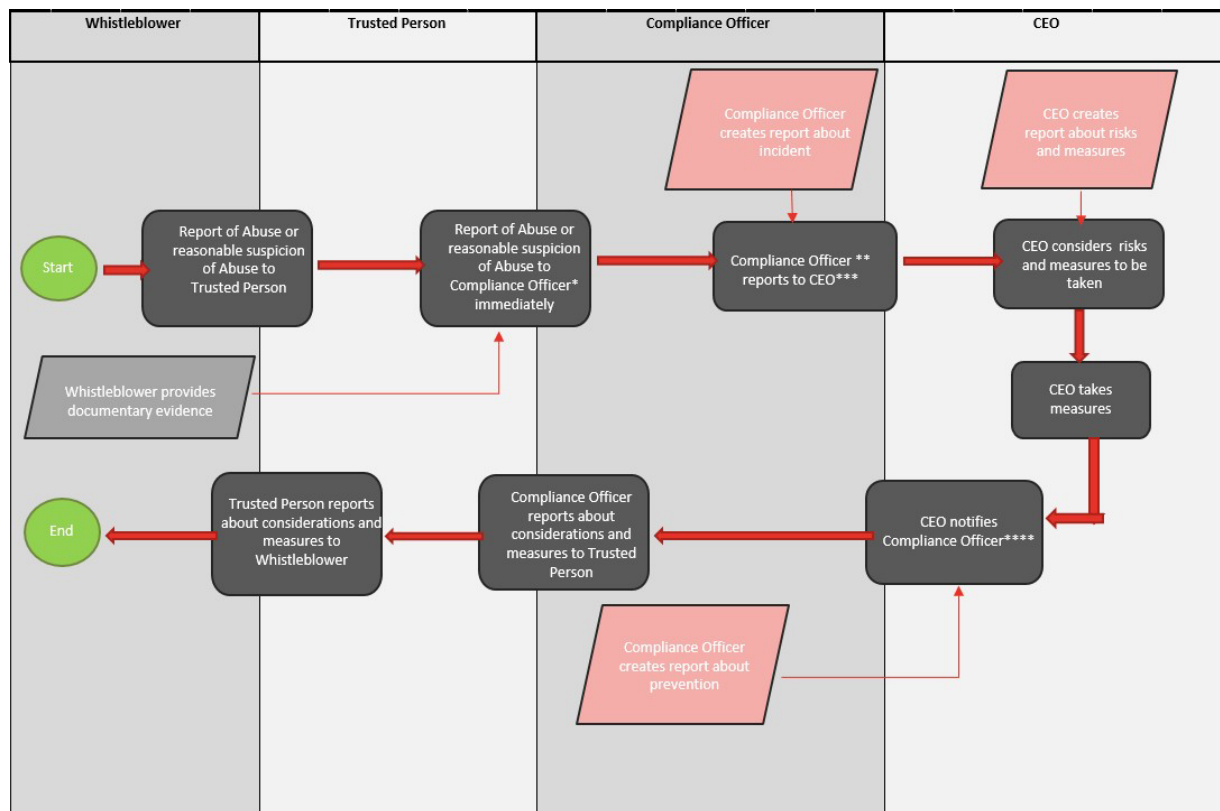 Whistleblower
Trusted Person
Compliance Officer
CEO
Compliance Officer
creates report about
incident
CEO creates
report about risks
and measures
Start
Report of Abuse or
reasonable suspicion
of Abuse to
Trusted Person
Report of Abuse or
reasonable suspicion
of Abuse to
Compliance Officer*
immediately
Compliance Officer **
reports to CEO***
CEO considers risks
and measures to be
taken
Whistleblower provides
documentary evidence
CEO takes
measures
End
Trusted Person reports
about considerations and
measures to
Whistleblower
Compliance Officer
reports about
considerations and
measures to Trusted
Person
CEO notifies
Compliance Officer****
Compliance Officer
creates report about
prevention